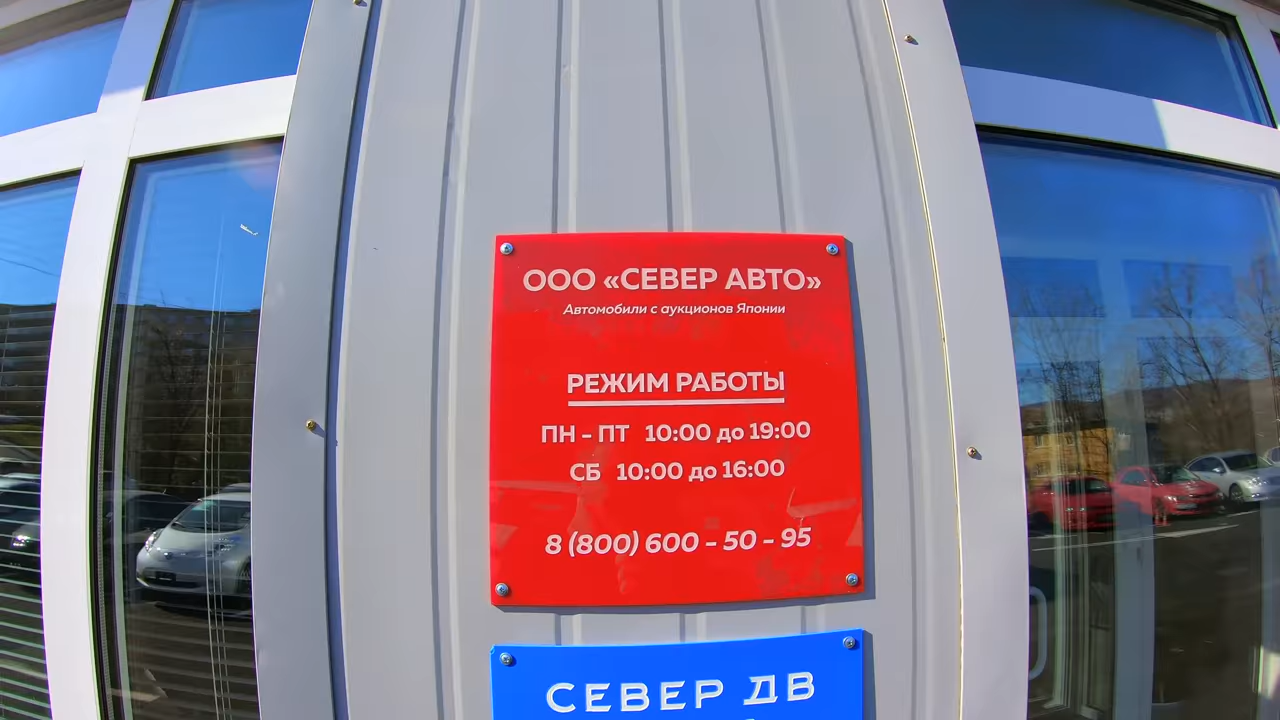 ООО «СЕВЕР АВТО»
Автомобили с аукционов Японии
РЕЖИМ РАБОТЫ
ПН - ПТ 10:00 до 19:00
СБ 10:00 до 16:00
8 (800) 600 - 50 - 95
СЕВЕР ДВ